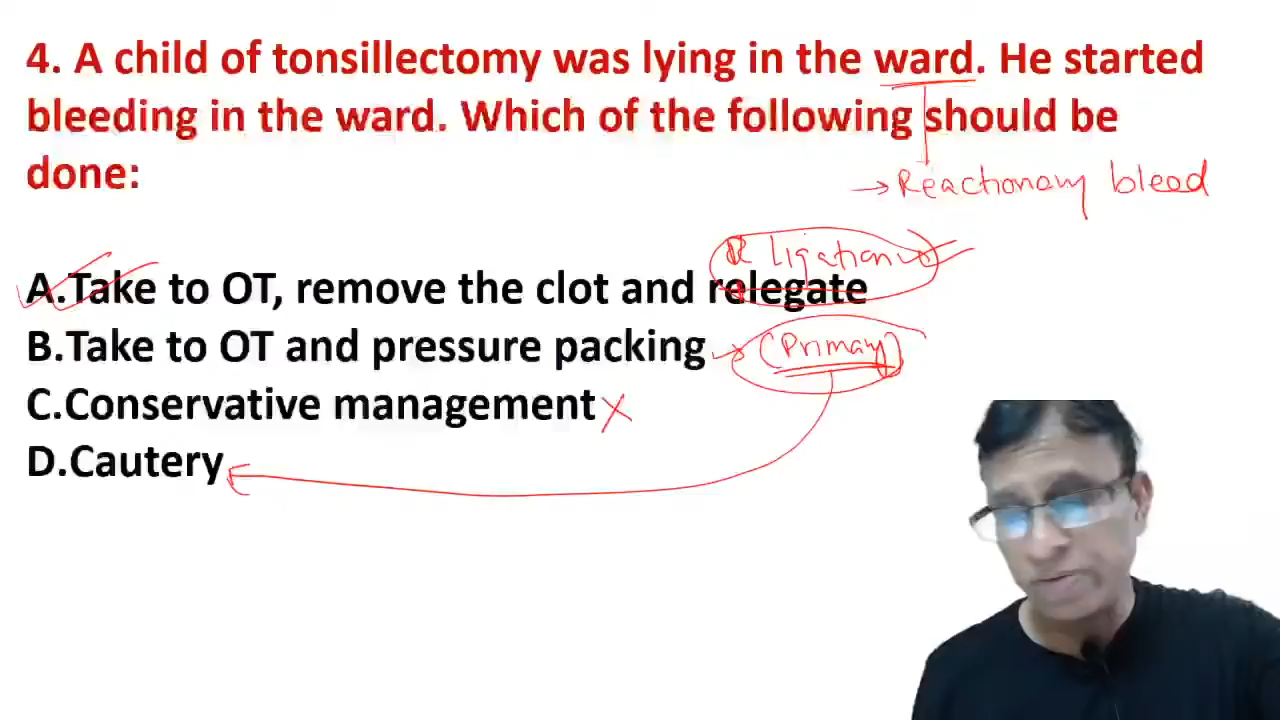 4. A child of tonsillectomy was lying in the ward. He started
bleeding in the ward. Which of the following should be
done:
→ Reactionary bleed
Re ligation
A.Take to OT, remove the clot and relegate
B.Take to OT and pressure packing → (Primary)
C.Conservative management X
D.Cautery